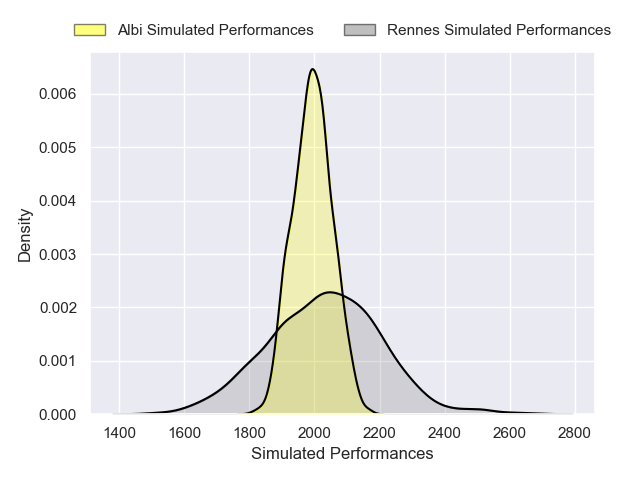 Albi Simulated Performances Rennes Simulated Performances
0.006
0.005
0.004
0.003
0.002
0.001
0.000
Density
1400 1600 1800 2000 2200 2400 2600 2800
Simulated Performances